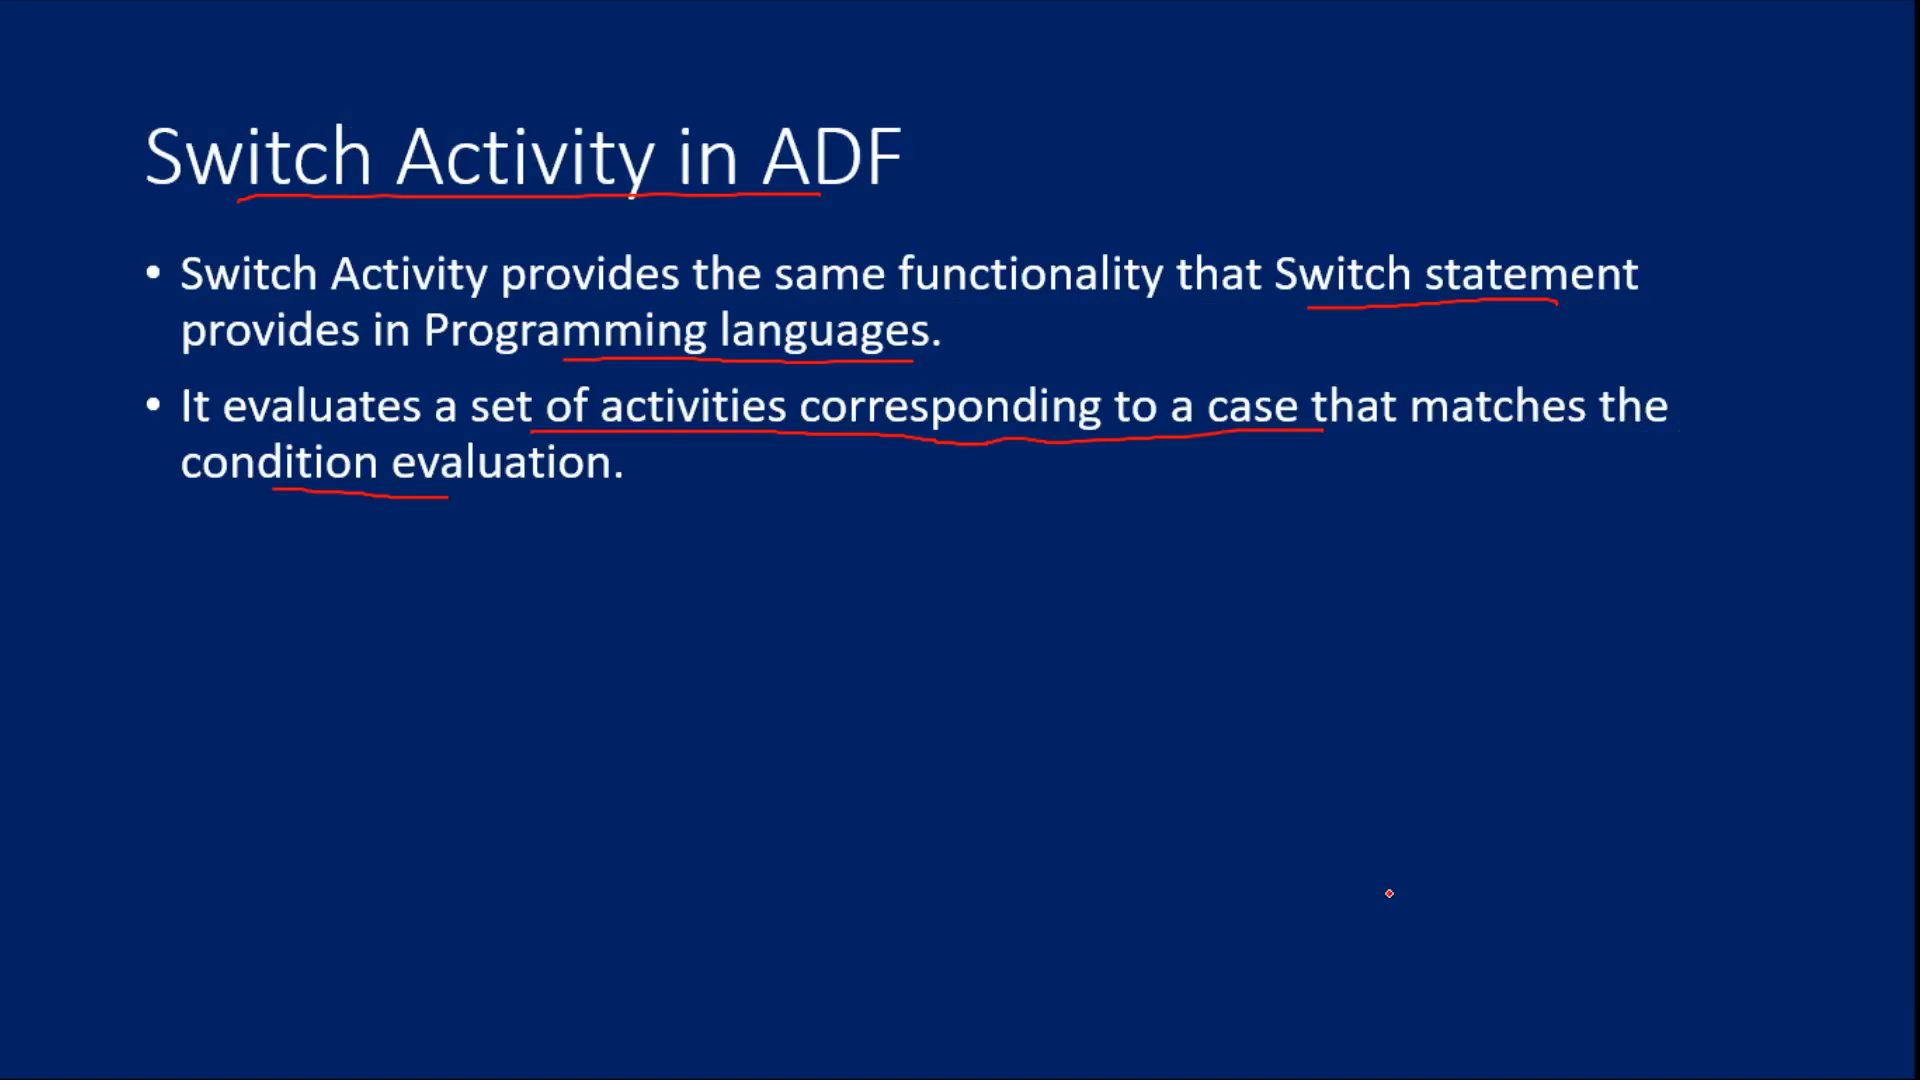 Switch Activity in ADF
• Switch Activity provides the same functionality that Switch statement
provides in Programming languages.
• It evaluates a set of activities corresponding to a case that matches the
condition evaluation.